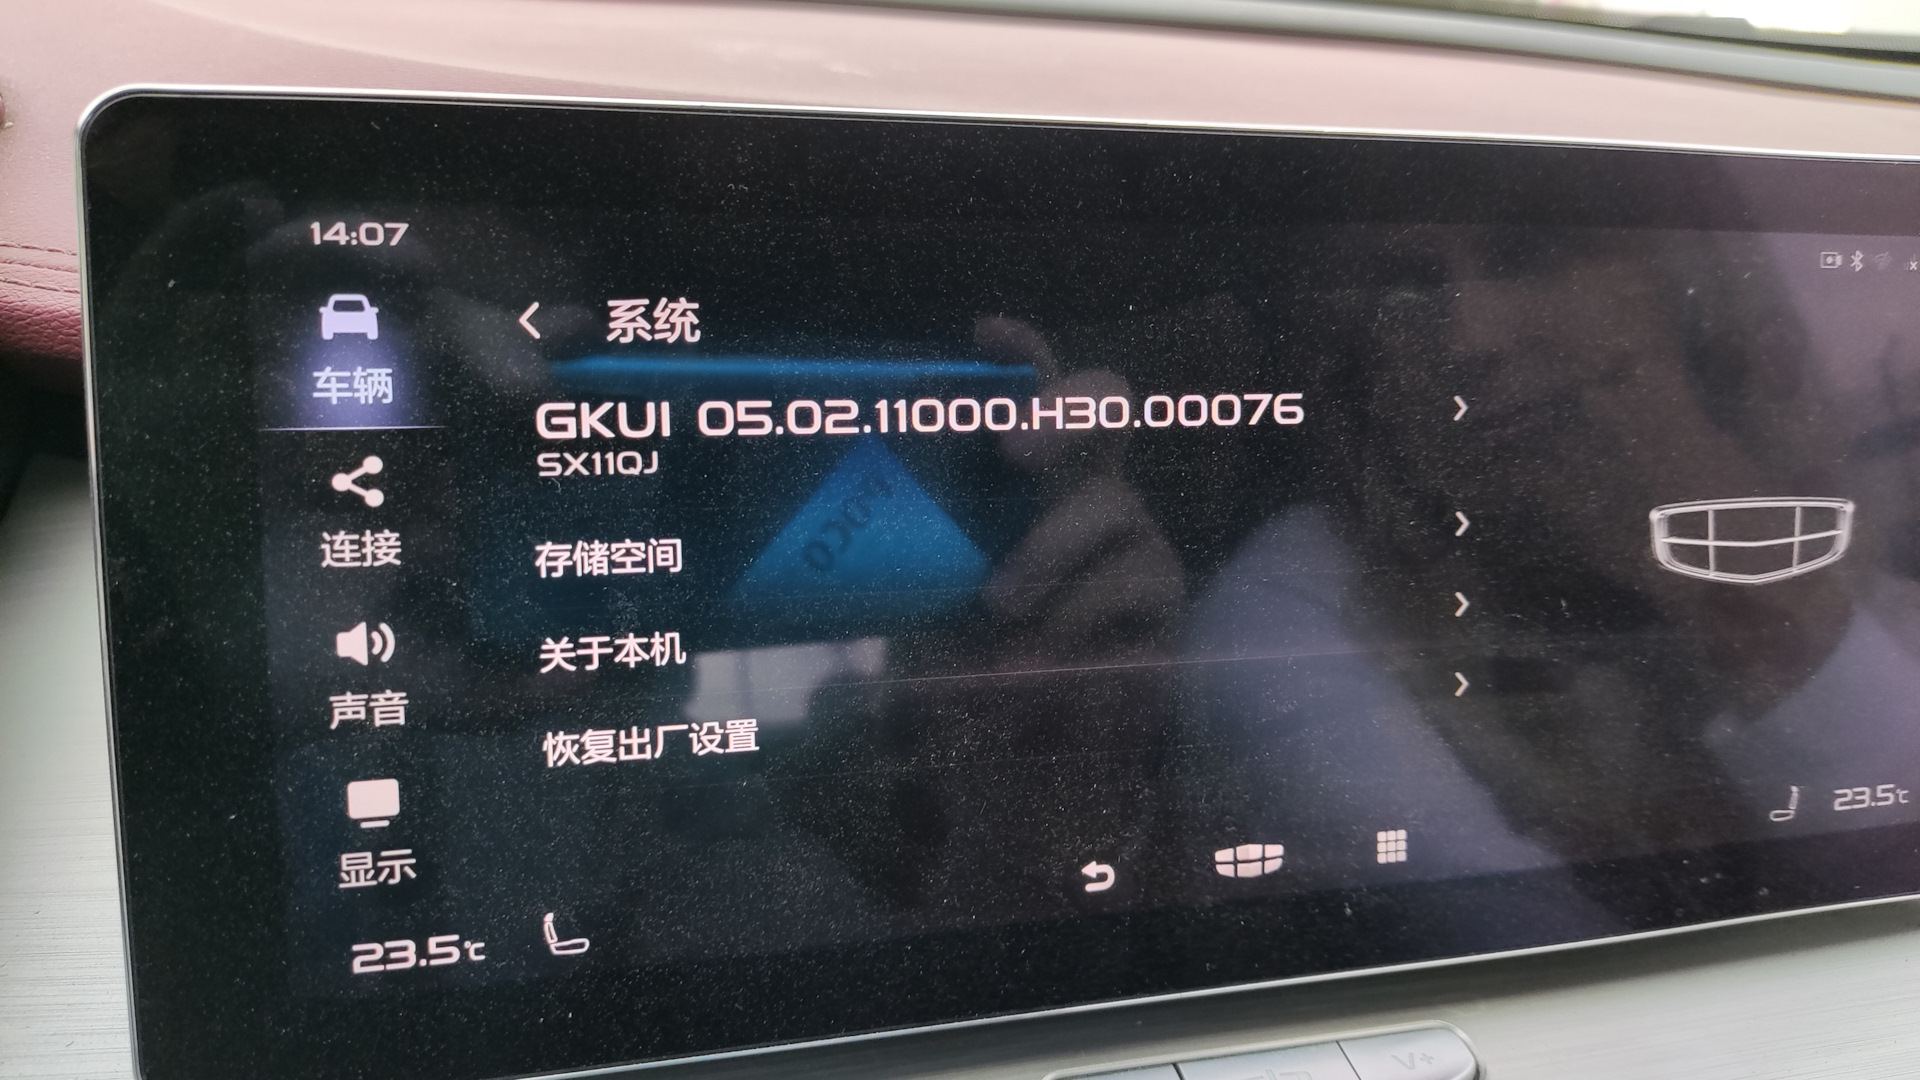 14:07
车辆
系统
GKUI 05.02.11000.H30.00076
SX11QJ
连接
存储空间
关于本机
声音
恢复出厂设置
显示
23.5℃
23.5℃
V+